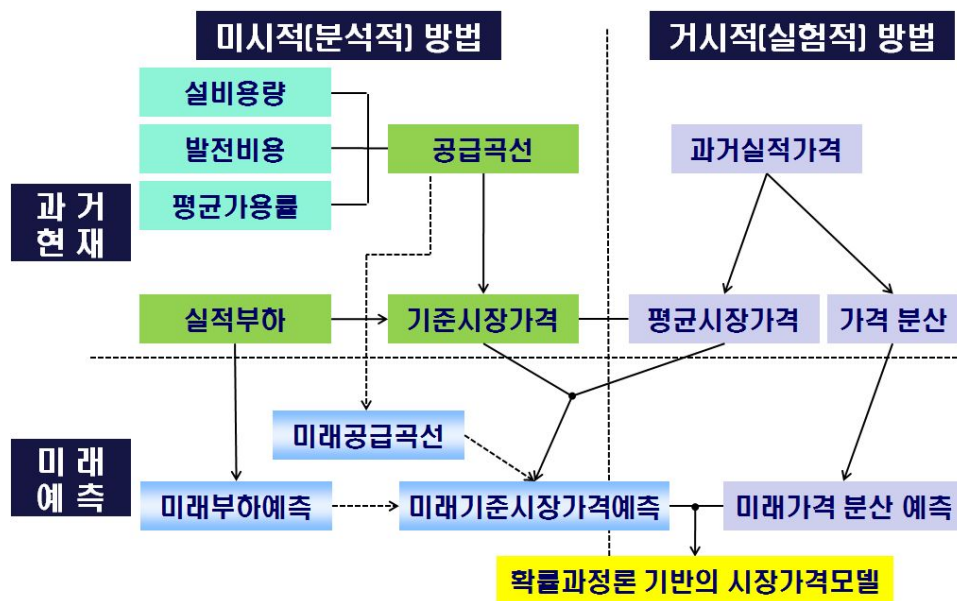 미시적(분석적) 방법
거시적(실험적) 방법
과 거
현 재
설비용량
발전비용
평균가용률
공급곡선
과거실적가격
실적부하
기준시장가격
평균시장가격
가격 분산
미 래
예 측
미래공급곡선
미래부하예측
미래기준시장가격예측
미래가격 분산 예측
확률과정론 기반의 시장가격모델